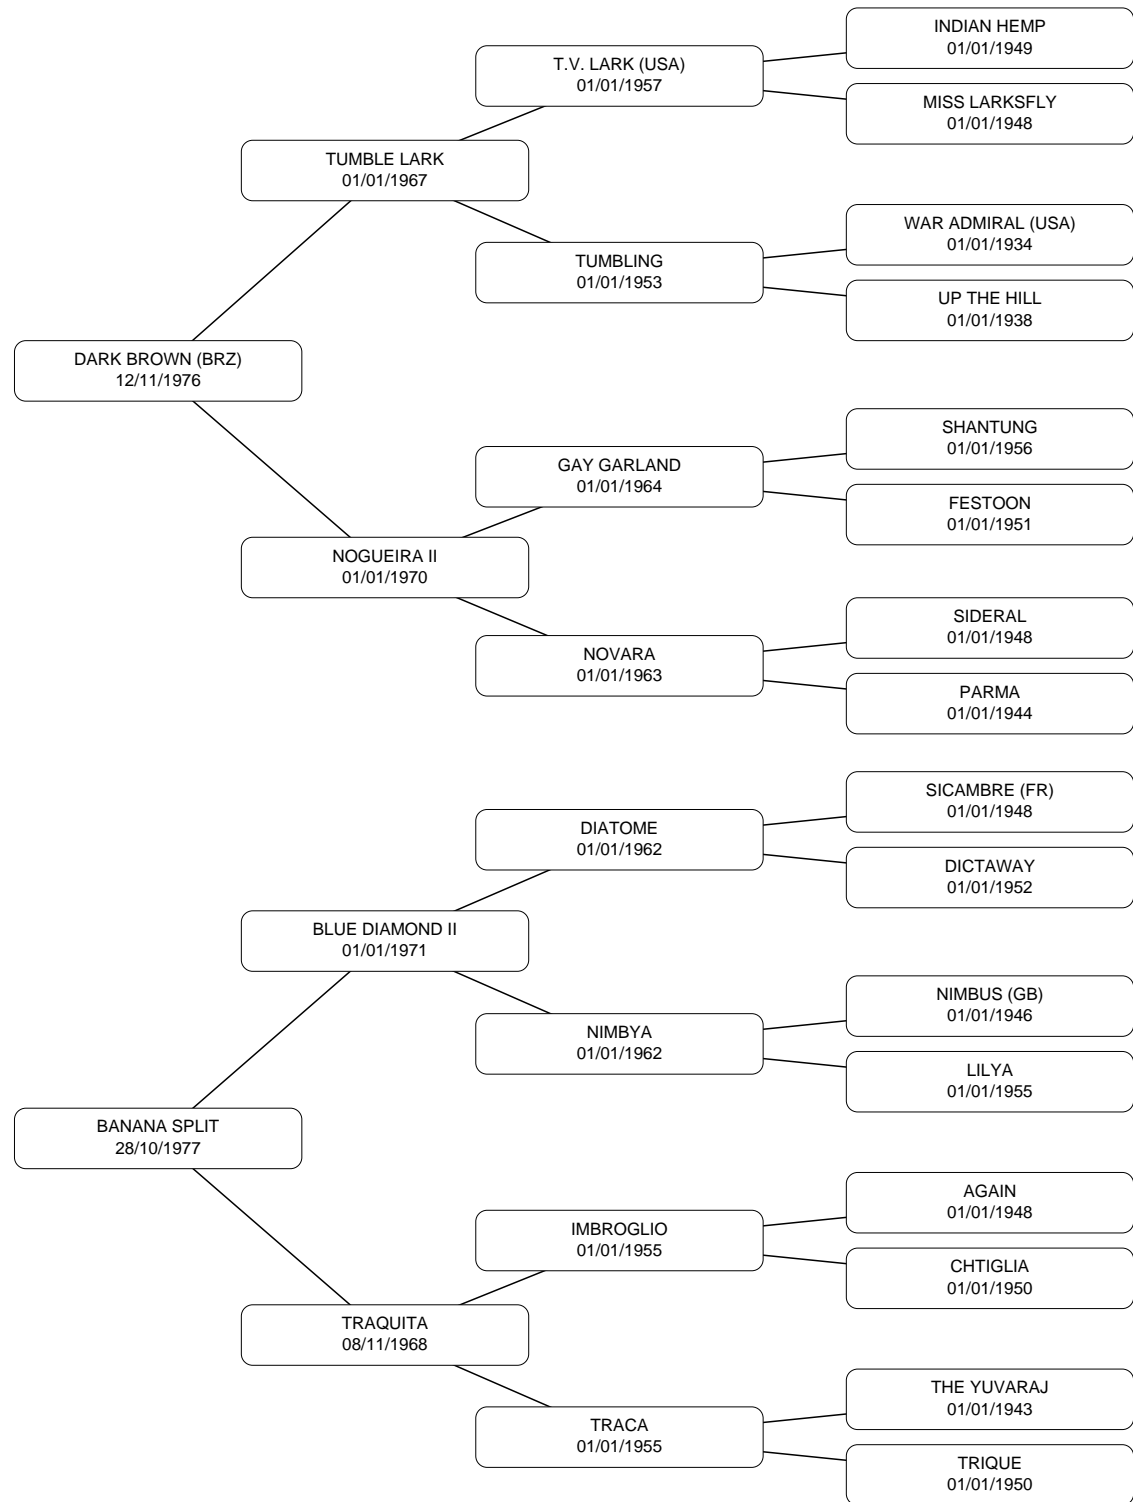 INDIAN HEMP
01/01/1949
T.V. LARK (USA)
01/01/1957
MISS LARKSFLY
01/01/1948
TUMBLE LARK
01/01/1967
WAR ADMIRAL (USA)
01/01/1934
TUMBLING
01/01/1953
UP THE HILL
01/01/1938
DARK BROWN (BRZ)
12/11/1976
SHANTUNG
01/01/1956
GAY GARLAND
01/01/1964
FESTOON
01/01/1951
NOGUEIRA II
01/01/1970
SIDERAL
01/01/1948
NOVARA
01/01/1963
PARMA
01/01/1944
SICAMBRE (FR)
01/01/1948
DIATOME
01/01/1962
DICTAWAY
01/01/1952
BLUE DIAMOND II
01/01/1971
NIMBUS (GB)
01/01/1946
NIMBYA
01/01/1962
LILYA
01/01/1955
BANANA SPLIT
28/10/1977
AGAIN
01/01/1948
IMBROGLIO
01/01/1955
CHTIGLIA
01/01/1950
TRAQUITA
08/11/1968
THE YUVARAJ
01/01/1943
TRACA
01/01/1955
TRIQUE
01/01/1950